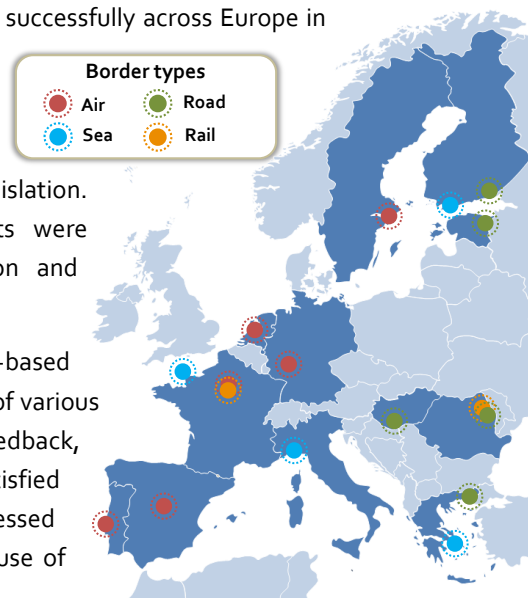 successfully across Europe in
Border types
Air
Road
Sea
Rail
islation.
ts were
on and
-based
of various
edback,
tisfied
essed
use of